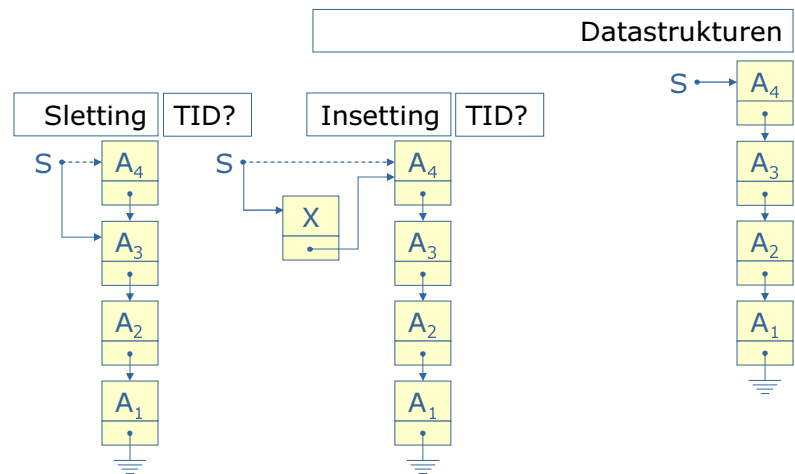 Datastrukturen
S A₄
A₃
A₂
A₁
Sletting TID?
S A₄
A₃
A₂
A₁
Insetting TID?
S A₄
X
A₃
A₂
A₁